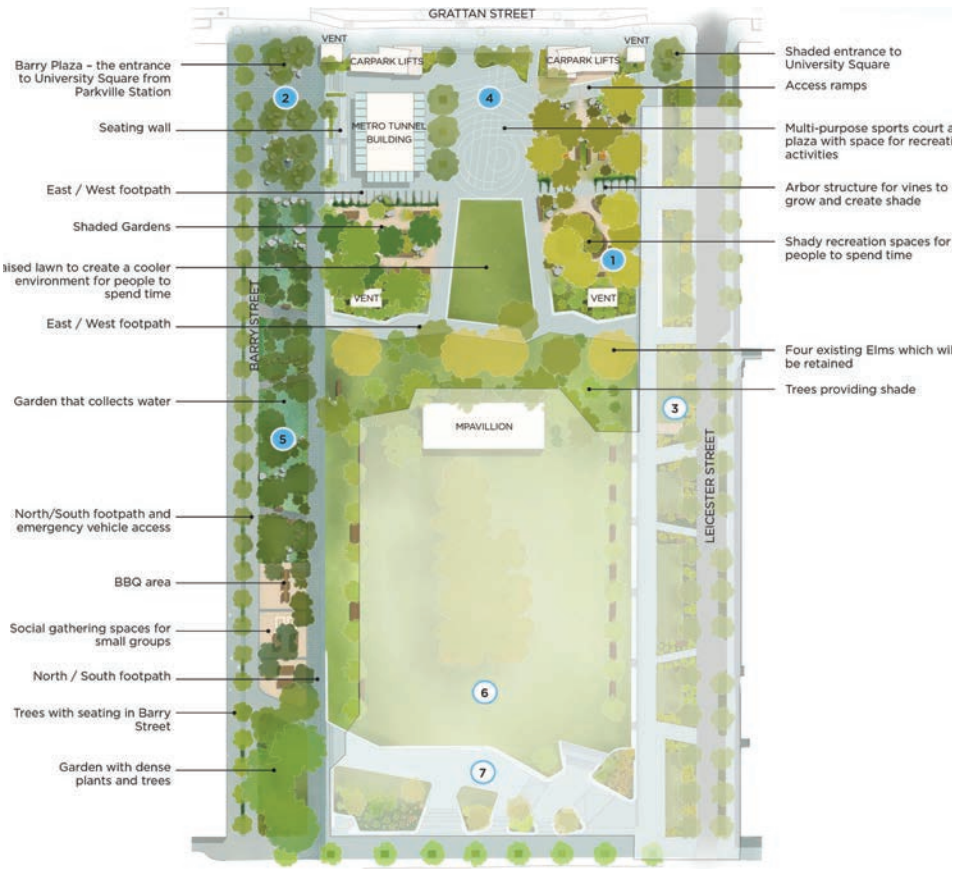 GRATTAN STREET
VENT
CARPARK LIFTS
CARPARK LIFTS
VENT
METRO TUNNEL
BUILDING
2
4
1
VENT
VENT
BARRY STREET
LEICESTER STREET
MPAVILLION
3
5
6
7
Barry Plaza – the entrance
to University Square from
Parkville Station
Seating wall
East / West footpath
Shaded Gardens
aised lawn to create a cooler
environment for people to
spend time
East / West footpath
Garden that collects water
North/South footpath and
emergency vehicle access
BBQ area
Social gathering spaces for
small groups
North / South footpath
Trees with seating in Barry
Street
Garden with dense
plants and trees
Shaded entrance to
University Square
Access ramps
Multi-purpose sports court a
plaza with space for recreati
activities
Arbor structure for vines to
grow and create shade
Shady recreation spaces for
people to spend time
Four existing Elms which wil
be retained
Trees providing shade